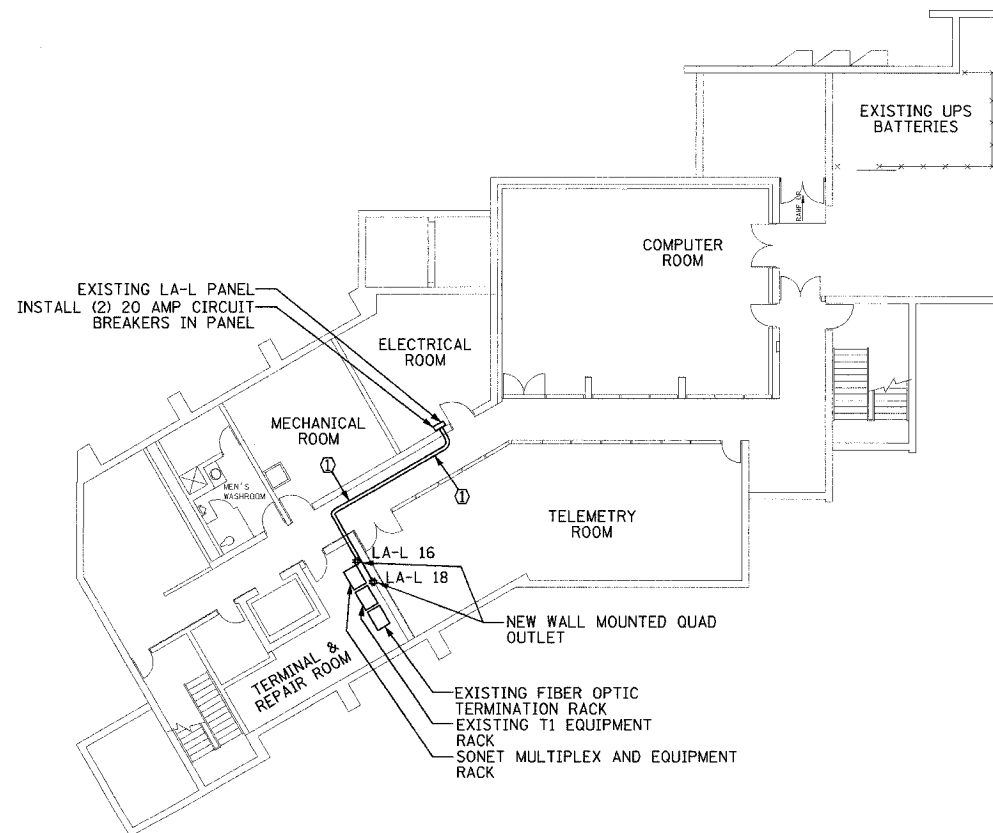 EXISTING UPS
BATTERIES
RAMP UP
COMPUTER
ROOM
EXISTING LA-L PANEL
INSTALL (2) 20 AMP CIRCUIT
BREAKERS IN PANEL
ELECTRICAL
ROOM
MECHANICAL
ROOM
1
1
MEN'S
WASHROOM
TELEMETRY
ROOM
LA-L 16
LA-L 18
NEW WALL MOUNTED QUAD
OUTLET
TERMINAL &
REPAIR ROOM
EXISTING FIBER OPTIC
TERMINATION RACK
EXISTING T1 EQUIPMENT
RACK
SONET MULTIPLEX AND EQUIPMENT
RACK